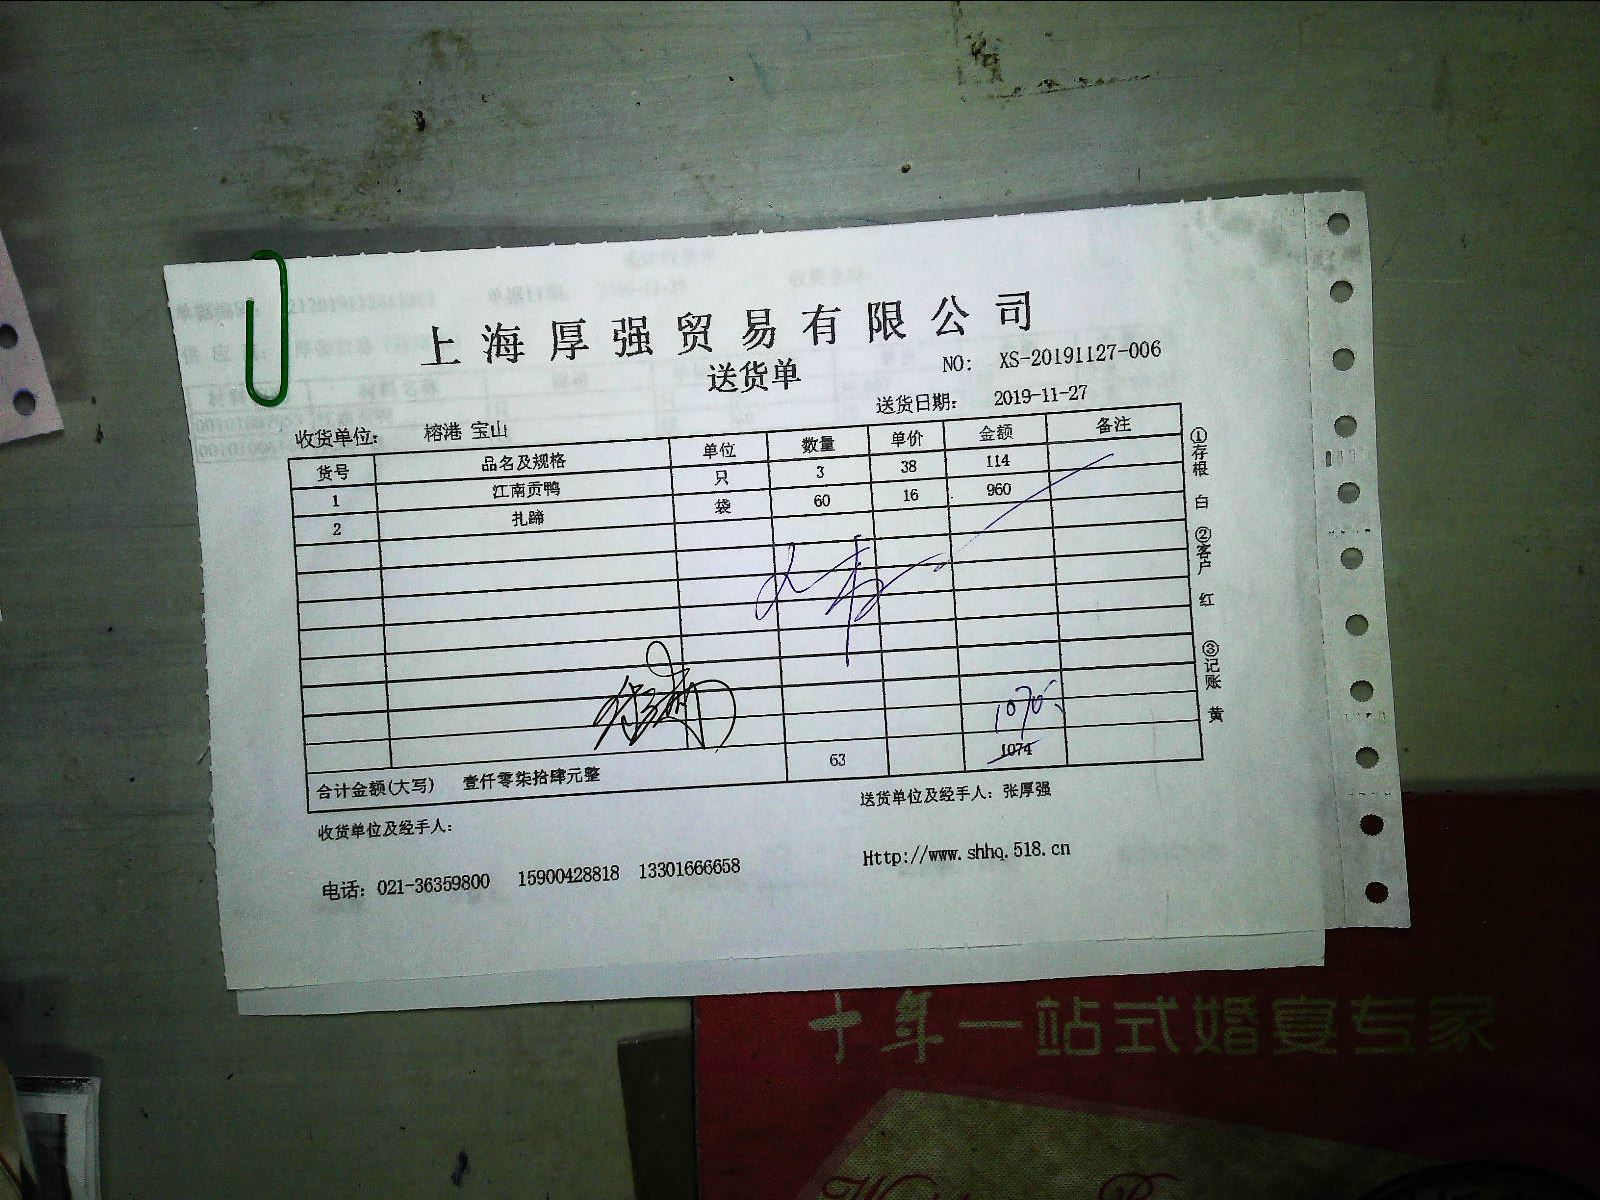 上海厚强贸易有限公司
送货单
NO: XS-20191127-006
送货日期: 2019-11-27
收货单位: 榕港 宝山
货号 品名及规格 单位 数量 单价 金额 备注
1 江南贡鸭 只 3 38 114
2 扎蹄 袋 60 16 960
1070
合计金额(大写) 壹仟零柒拾肆元整 63 1074
收货单位及经手人:
送货单位及经手人: 张厚强
电话: 021-36359800 15900428818 13301666658
Http://www.shhq.518.cn
①存根 白 ②客户 红 ③记账 黄
十年一站式婚宴专家